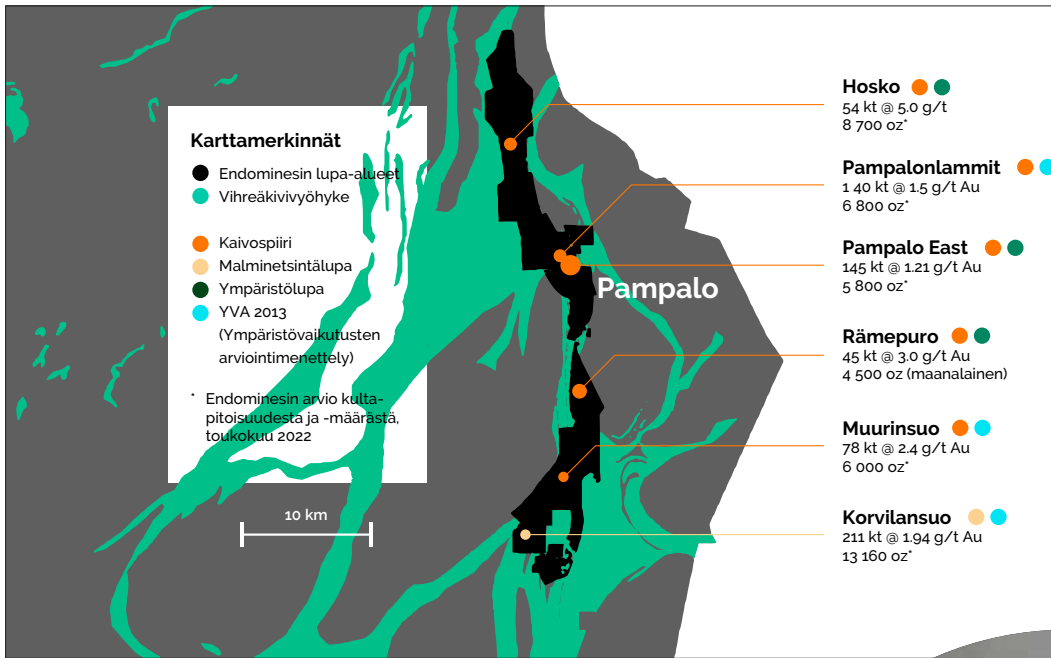 Karttamerkinnät
Endominesin lupa-alueet
Vihreäkivivyöhyke
Kaivospiiri
Malminetsintälupa
Ympäristölupa
YVA 2013
(Ympäristövaikutusten
arviointimenettely)
* Endominesin arvio kulta-
pitoisuudesta ja -määrästä,
toukokuu 2022
10 km
Pampalo
Hosko
54 kt @ 5.0 g/t
8 700 oz*
Pampalonlammit
1 40 kt @ 1.5 g/t Au
6 800 oz*
Pampalo East
145 kt @ 1.21 g/t Au
5 800 oz*
Rämepuro
45 kt @ 3.0 g/t Au
4 500 oz (maanalainen)
Muurinsuo
78 kt @ 2.4 g/t Au
6 000 oz*
Korvilansuo
211 kt @ 1.94 g/t Au
13 160 oz*